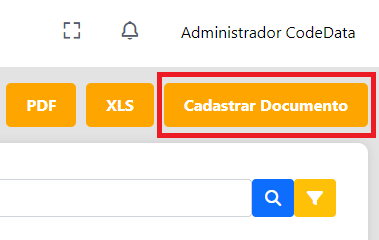 Administrador CodeData
PDF XLS Cadastrar Documento